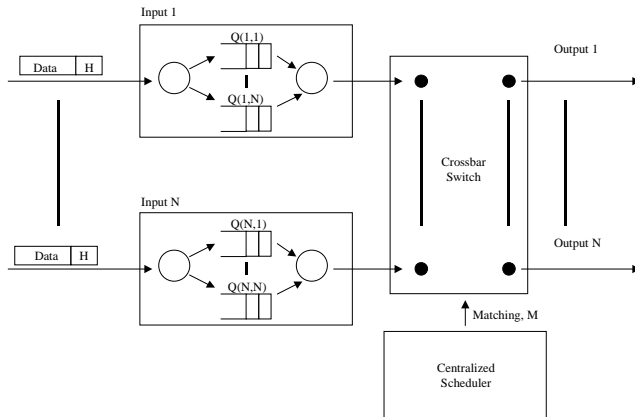 Input 1
Output 1
Q(1,1)
Data H
Q(1,N)
Crossbar
Switch
Input N
Q(N,1)
Output N
Data H
Q(N,N)
Matching, M
Centralized
Scheduler